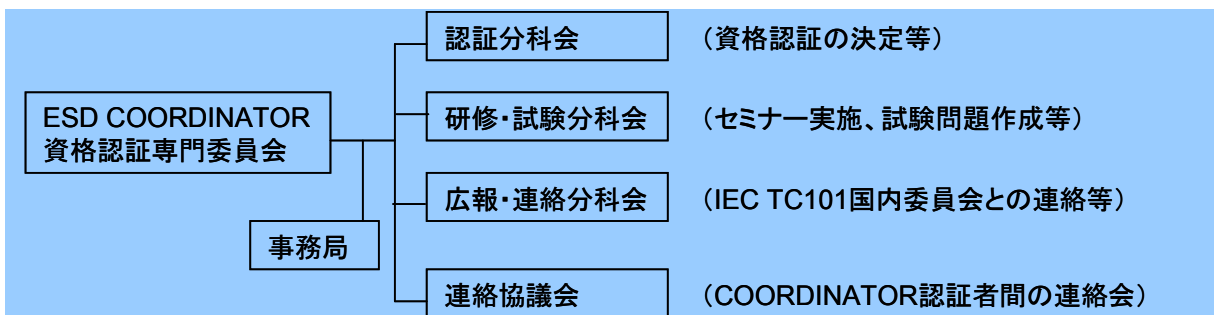 認証分科会 （資格認証の決定等）
ESD COORDINATOR
資格認証専門委員会
研修・試験分科会 （セミナー実施、試験問題作成等）
広報・連絡分科会 （IEC TC101国内委員会との連絡等）
事務局
連絡協議会 （COORDINATOR認証者間の連絡会）